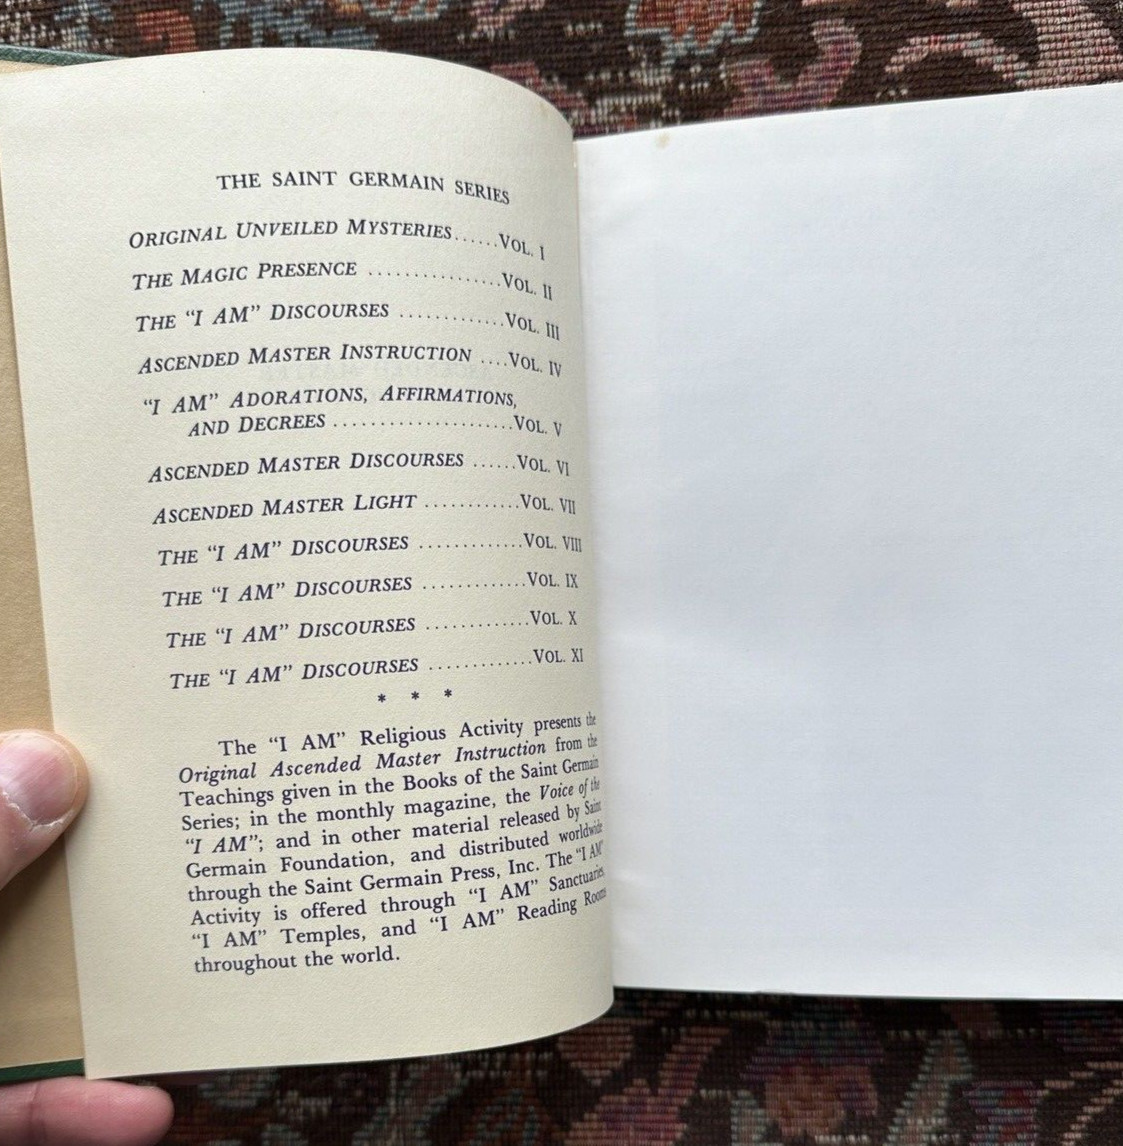 THE SAINT GERMAIN SERIES
ORIGINAL UNVEILED MYSTERIES......VOL. I
THE MAGIC PRESENCE ................VOL. II
THE “I AM” DISCOURSES ............VOL. III
ASCENDED MASTER INSTRUCTION ....VOL. IV
“I AM” ADORATIONS, AFFIRMATIONS,
AND DECREES .....................VOL. V
ASCENDED MASTER DISCOURSES ......VOL. VI
ASCENDED MASTER LIGHT ............VOL. VII
THE “I AM” DISCOURSES ............VOL. VIII
THE “I AM” DISCOURSES ............VOL. IX
THE “I AM” DISCOURSES ............VOL. X
THE “I AM” DISCOURSES ............VOL. XI
* * *
The “I AM” Religious Activity presents the
Original Ascended Master Instruction from the
Teachings given in the Books of the Saint Germain
Series; in the monthly magazine, the Voice of the
“I AM”; and in other material released by Saint
Germain Foundation, and distributed worldwide
through the Saint Germain Press, Inc. The “I AM”
Activity is offered through “I AM” Sanctuaries,
“I AM” Temples, and “I AM” Reading Rooms
throughout the world.